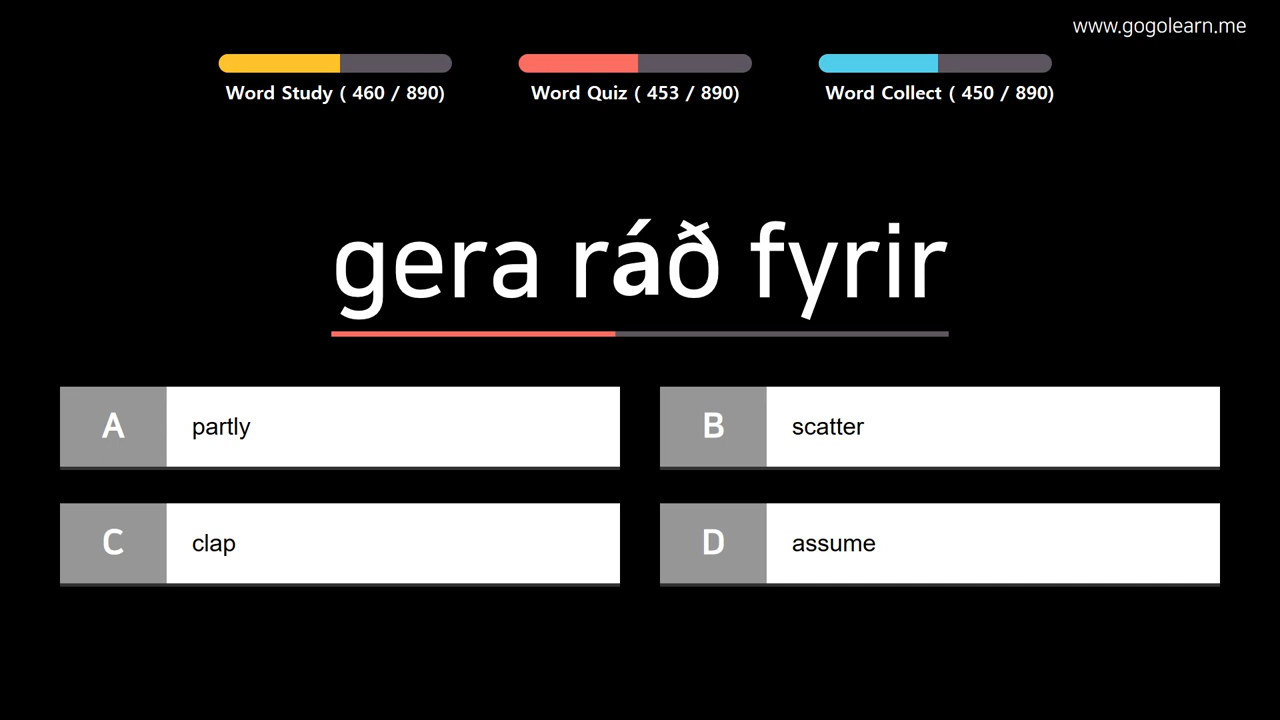 www.gogolearn.me
Word Study ( 460 / 890)
Word Quiz ( 453 / 890)
Word Collect ( 450 / 890)
gera ráð fyrir
A partly
B scatter
C clap
D assume